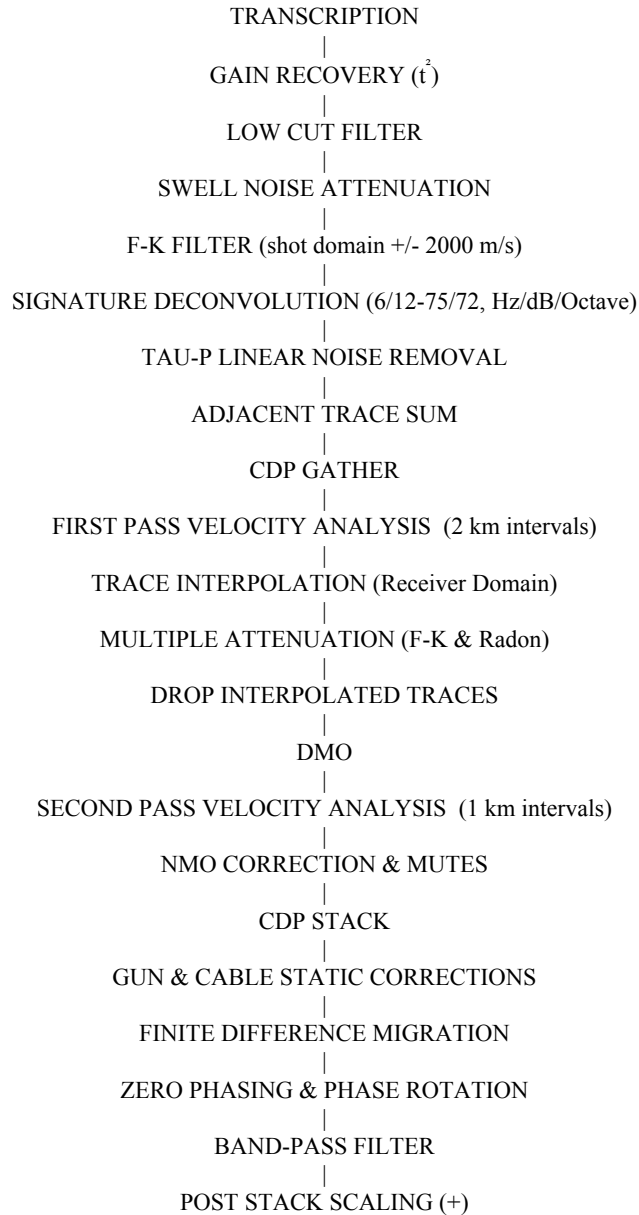 TRANSCRIPTION
|
GAIN RECOVERY (t²)
|
LOW CUT FILTER
|
SWELL NOISE ATTENUATION
|
F-K FILTER (shot domain +/- 2000 m/s)
|
SIGNATURE DECONVOLUTION (6/12-75/72, Hz/dB/Octave)
|
TAU-P LINEAR NOISE REMOVAL
|
ADJACENT TRACE SUM
|
CDP GATHER
|
FIRST PASS VELOCITY ANALYSIS (2 km intervals)
|
TRACE INTERPOLATION (Receiver Domain)
|
MULTIPLE ATTENUATION (F-K & Radon)
|
DROP INTERPOLATED TRACES
|
DMO
|
SECOND PASS VELOCITY ANALYSIS (1 km intervals)
|
NMO CORRECTION & MUTES
|
CDP STACK
|
GUN & CABLE STATIC CORRECTIONS
|
FINITE DIFFERENCE MIGRATION
|
ZERO PHASING & PHASE ROTATION
|
BAND-PASS FILTER
|
POST STACK SCALING (+)